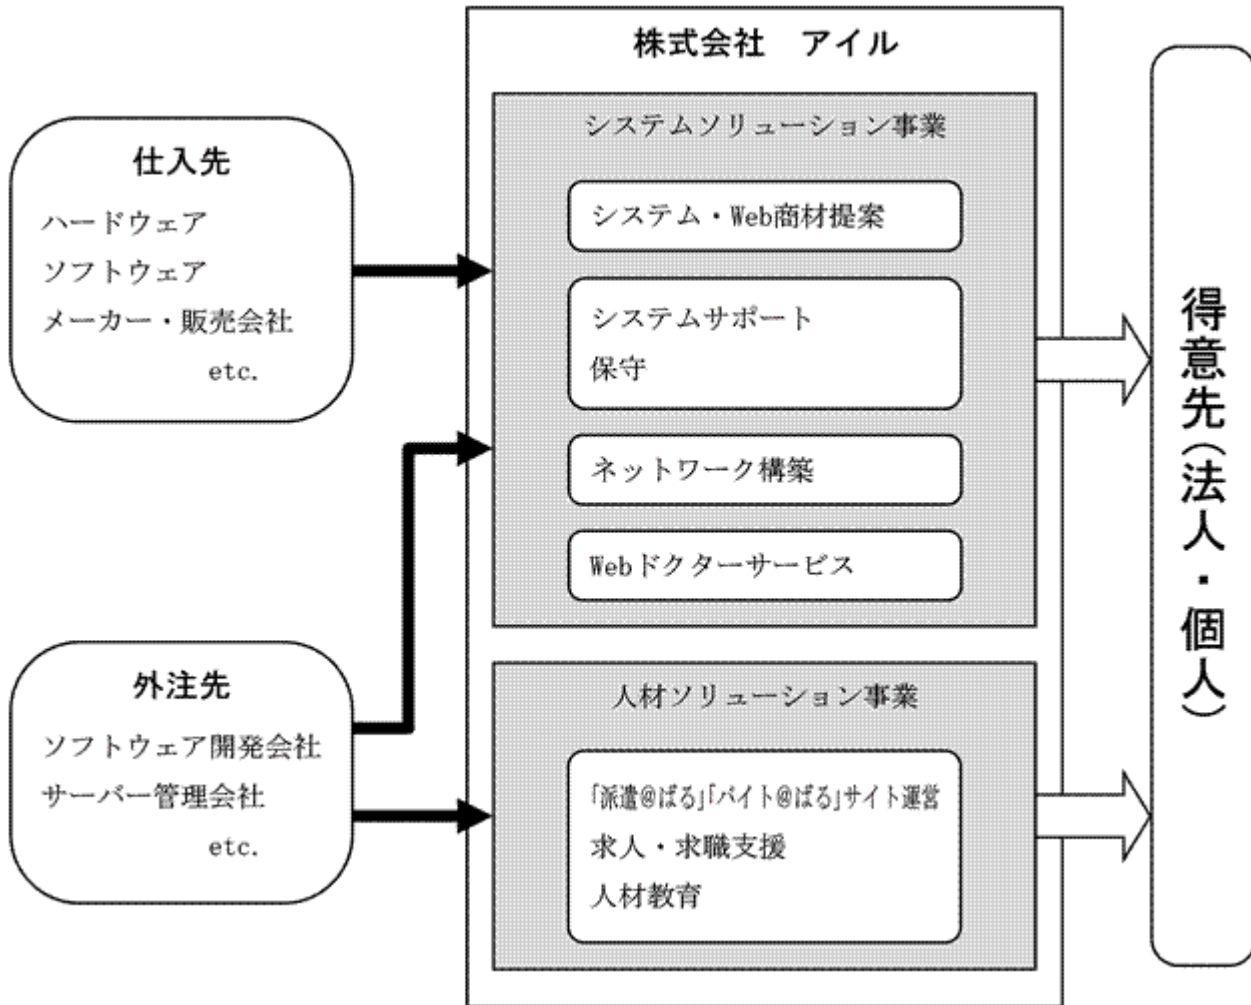 株式会社　アイル
仕入先
ハードウェア
ソフトウェア
メーカー・販売会社
etc.
外注先
ソフトウェア開発会社
サーバー管理会社
etc.
システムソリューション事業
システム・Web商材提案
システムサポート
保守
ネットワーク構築
Webドクターサービス
人材ソリューション事業
「派遣@ばる」「バイト@ばる」サイト運営
求人・求職支援
人材教育
得意先(法人・個人)